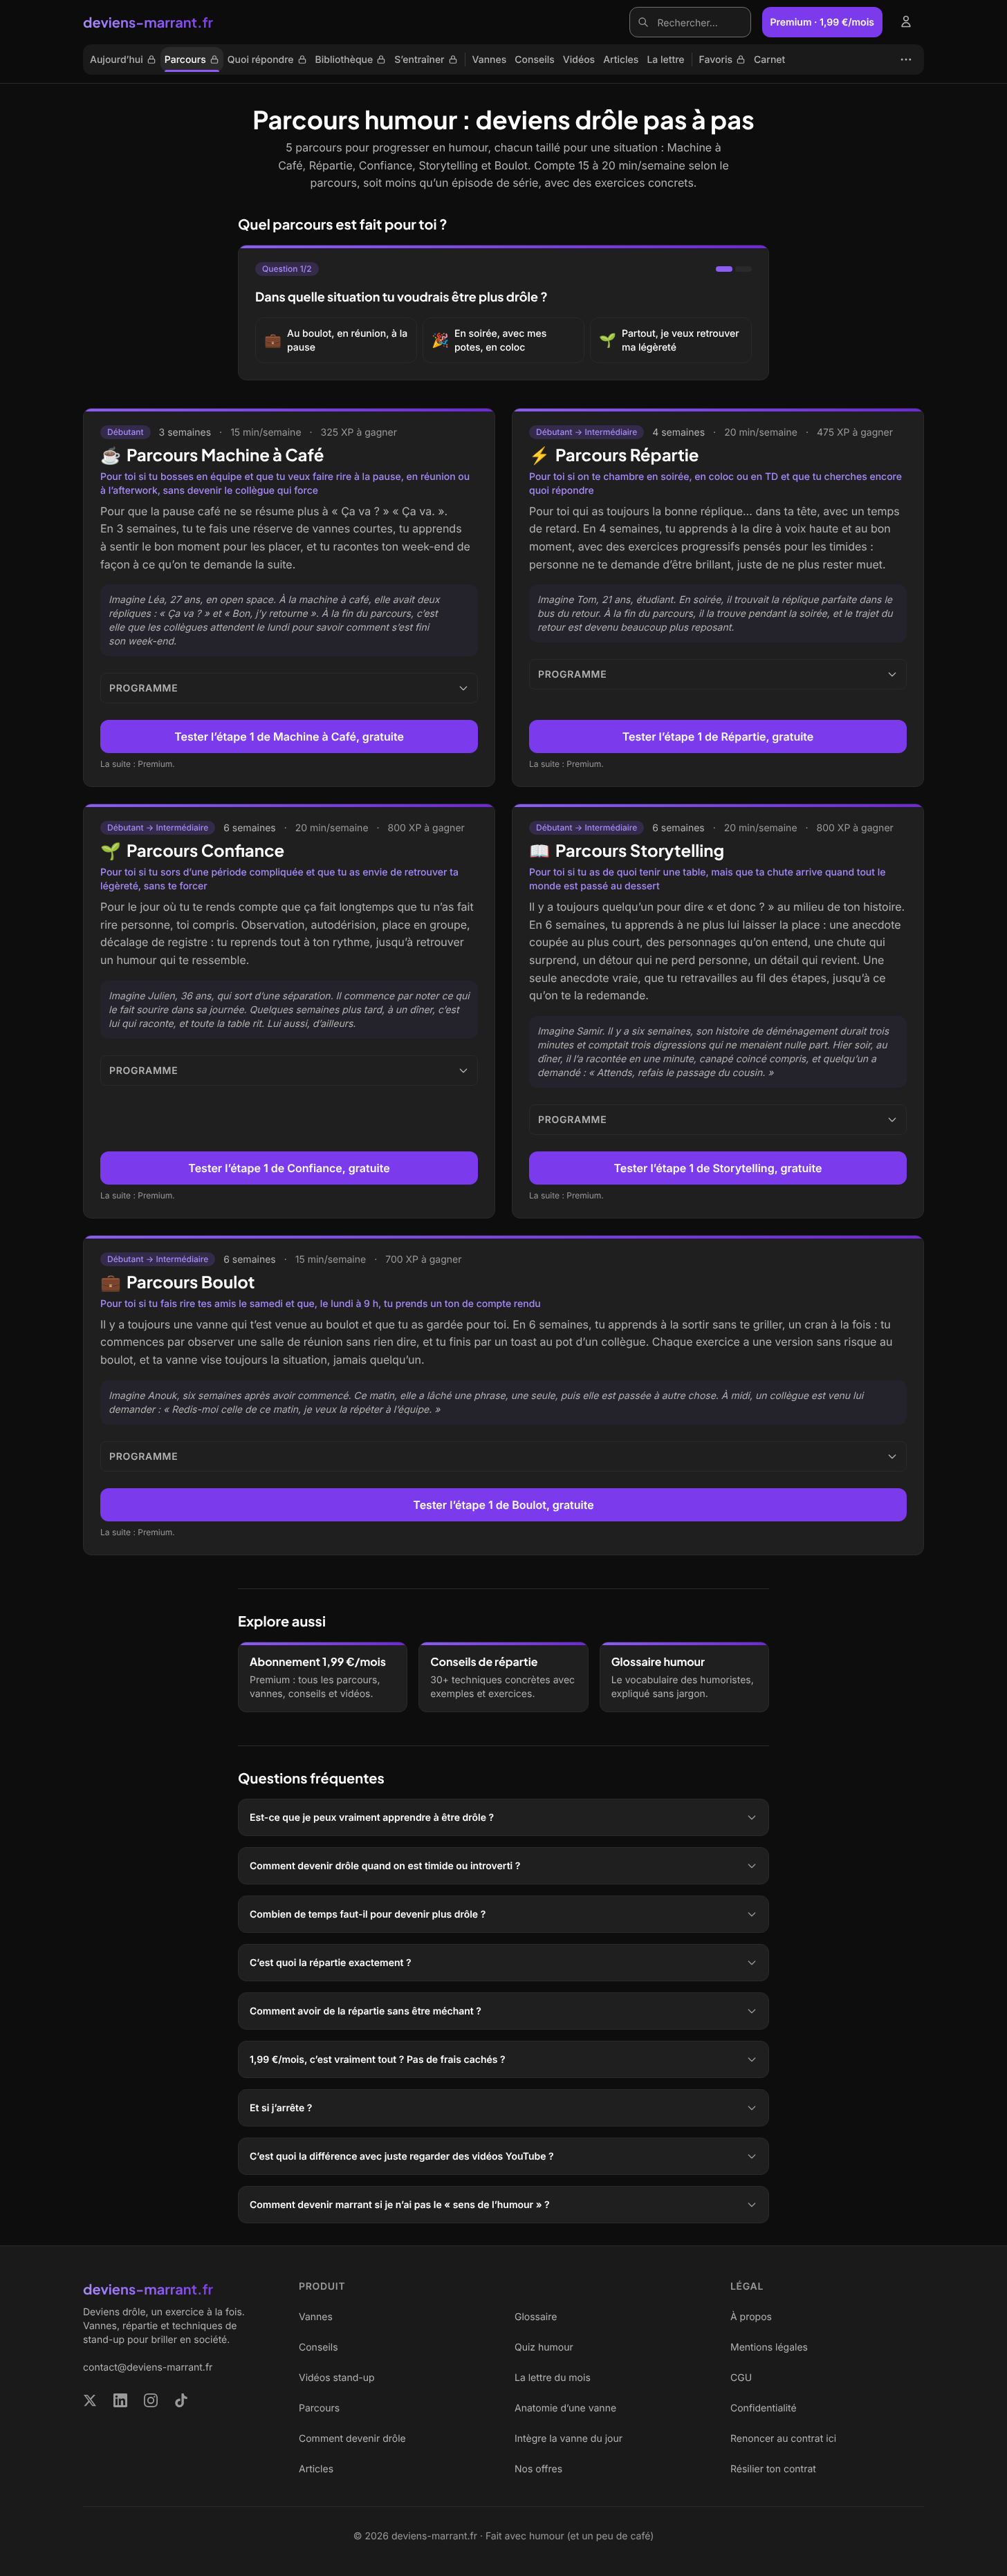 deviens-marrant.fr
Rechercher...
Premium · 1,99 €/mois
Aujourd’hui
Parcours
Quoi répondre
Bibliothèque
S’entraîner
Vannes
Conseils
Vidéos
Articles
La lettre
Favoris
Carnet
Parcours humour : deviens drôle pas à pas
5 parcours pour progresser en humour, chacun taillé pour une situation : Machine à
Café, Répartie, Confiance, Storytelling et Boulot. Compte 15 à 20 min/semaine selon le
parcours, soit moins qu’un épisode de série, avec des exercices concrets.
Quel parcours est fait pour toi ?
Question 1/2
Dans quelle situation tu voudrais être plus drôle ?
Au boulot, en réunion, à la
pause
En soirée, avec mes
potes, en coloc
Partout, je veux retrouver
ma légèreté
Débutant 3 semaines · 15 min/semaine · 325 XP à gagner
Parcours Machine à Café
Pour toi si tu bosses en équipe et que tu veux faire rire à la pause, en réunion ou
à l’afterwork, sans devenir le collègue qui force
Pour que la pause café ne se résume plus à « Ça va ? » « Ça va. ».
En 3 semaines, tu te fais une réserve de vannes courtes, tu apprends
à sentir le bon moment pour les placer, et tu racontes ton week-end de
façon à ce qu’on te demande la suite.
Imagine Léa, 27 ans, en open space. À la machine à café, elle avait deux
répliques : « Ça va ? » et « Bon, j’y retourne ». À la fin du parcours, c’est
elle que les collègues attendent le lundi pour savoir comment s’est fini
son week-end.
PROGRAMME
Tester l’étape 1 de Machine à Café, gratuite
La suite : Premium.
Débutant → Intermédiaire 4 semaines · 20 min/semaine · 475 XP à gagner
Parcours Répartie
Pour toi si on te chambre en soirée, en coloc ou en TD et que tu cherches encore
quoi répondre
Pour toi qui as toujours la bonne réplique... dans ta tête, avec un temps
de retard. En 4 semaines, tu apprends à la dire à voix haute et au bon
moment, avec des exercices progressifs pensés pour les timides :
personne ne te demande d’être brillant, juste de ne plus rester muet.
Imagine Tom, 21 ans, étudiant. En soirée, il trouvait la réplique parfaite dans le
bus du retour. À la fin du parcours, il la trouve pendant la soirée, et le trajet du
retour est devenu beaucoup plus reposant.
PROGRAMME
Tester l’étape 1 de Répartie, gratuite
La suite : Premium.
Débutant → Intermédiaire 6 semaines · 20 min/semaine · 800 XP à gagner
Parcours Confiance
Pour toi si tu sors d’une période compliquée et que tu as envie de retrouver ta
légèreté, sans te forcer
Pour le jour où tu te rends compte que ça fait longtemps que tu n’as fait
rire personne, toi compris. Observation, autodérision, place en groupe,
décalage de registre : tu reprends tout à ton rythme, jusqu’à retrouver
un humour qui te ressemble.
Imagine Julien, 36 ans, qui sort d’une séparation. Il commence par noter ce qui
le fait sourire dans sa journée. Quelques semaines plus tard, à un dîner, c’est
lui qui raconte, et toute la table rit. Lui aussi, d’ailleurs.
PROGRAMME
Tester l’étape 1 de Confiance, gratuite
La suite : Premium.
Débutant → Intermédiaire 6 semaines · 20 min/semaine · 800 XP à gagner
Parcours Storytelling
Pour toi si tu as de quoi tenir une table, mais que ta chute arrive quand tout le
monde est passé au dessert
Il y a toujours quelqu’un pour dire « et donc ? » au milieu de ton histoire.
En 6 semaines, tu apprends à ne plus lui laisser la place : une anecdote
coupée au plus court, des personnages qu’on entend, une chute qui
surprend, un détour qui ne perd personne, un détail qui revient. Une
seule anecdote vraie, que tu retravailles au fil des étapes, jusqu’à ce
qu’on te la redemande.
Imagine Samir. Il y a six semaines, son histoire de déménagement durait trois
minutes et comptait trois digressions qui ne menaient nulle part. Hier soir, au
dîner, il l’a racontée en une minute, canapé coincé compris, et quelqu’un a
demandé : « Attends, refais le passage du cousin. »
PROGRAMME
Tester l’étape 1 de Storytelling, gratuite
La suite : Premium.
Débutant → Intermédiaire 6 semaines · 15 min/semaine · 700 XP à gagner
Parcours Boulot
Pour toi si tu fais rire tes amis le samedi et que, le lundi à 9 h, tu prends un ton de compte rendu
Il y a toujours une vanne qui t’est venue au boulot et que tu as gardée pour toi. En 6 semaines, tu apprends à la sortir sans te griller, un cran à la fois : tu
commences par observer une salle de réunion sans rien dire, et tu finis par un toast au pot d’un collègue. Chaque exercice a une version sans risque au
boulot, et ta vanne vise toujours la situation, jamais quelqu’un.
Imagine Anouk, six semaines après avoir commencé. Ce matin, elle a lâché une phrase, une seule, puis elle est passée à autre chose. À midi, un collègue est venu lui
demander : « Redis-moi celle de ce matin, je veux la répéter à l’équipe. »
PROGRAMME
Tester l’étape 1 de Boulot, gratuite
La suite : Premium.
Explore aussi
Abonnement 1,99 €/mois
Premium : tous les parcours,
vannes, conseils et vidéos.
Conseils de répartie
30+ techniques concrètes avec
exemples et exercices.
Glossaire humour
Le vocabulaire des humoristes,
expliqué sans jargon.
Questions fréquentes
Est-ce que je peux vraiment apprendre à être drôle ?
Comment devenir drôle quand on est timide ou introverti ?
Combien de temps faut-il pour devenir plus drôle ?
C’est quoi la répartie exactement ?
Comment avoir de la répartie sans être méchant ?
1,99 €/mois, c’est vraiment tout ? Pas de frais cachés ?
Et si j’arrête ?
C’est quoi la différence avec juste regarder des vidéos YouTube ?
Comment devenir marrant si je n’ai pas le « sens de l’humour » ?
deviens-marrant.fr
Deviens drôle, un exercice à la fois.
Vannes, répartie et techniques de
stand-up pour briller en société.
contact@deviens-marrant.fr
PRODUIT
Vannes
Conseils
Vidéos stand-up
Parcours
Comment devenir drôle
Articles
Glossaire
Quiz humour
La lettre du mois
Anatomie d’une vanne
Intègre la vanne du jour
Nos offres
LÉGAL
À propos
Mentions légales
CGU
Confidentialité
Renoncer au contrat ici
Résilier ton contrat
© 2026 deviens-marrant.fr · Fait avec humour (et un peu de café)